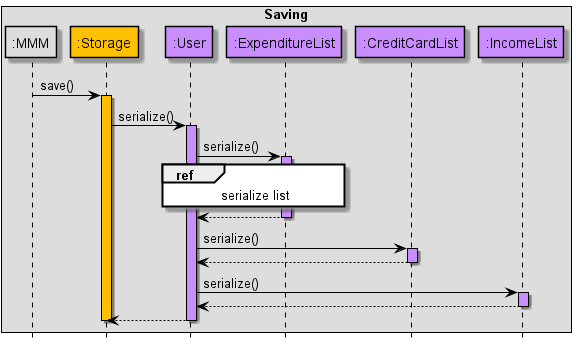 Saving
:MMM :Storage :User :ExpenditureList :CreditCardList :IncomeList
save()
serialize()
serialize()
ref
serialize list
serialize()
serialize()